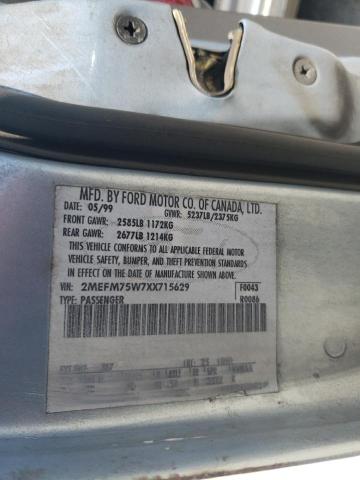 MFD. BY FORD MOTOR CO. OF CANADA, LTD.
DATE: 05/99 GVWR: 5237LB/2375KG
FRONT GAWR: 2585LB 1172KG
REAR GAWR: 2677LB 1214KG
THIS VEHICLE CONFORMS TO ALL APPLICABLE FEDERAL MOTOR
VEHICLE SAFETY, BUMPER, AND THEFT PREVENTION STANDARDS
IN EFFECT ON THE DATE OF MANUFACTURE SHOWN ABOVE.
VIN: 2MEFM75W7XX715629 F0043
TYPE: PASSENGER R0086